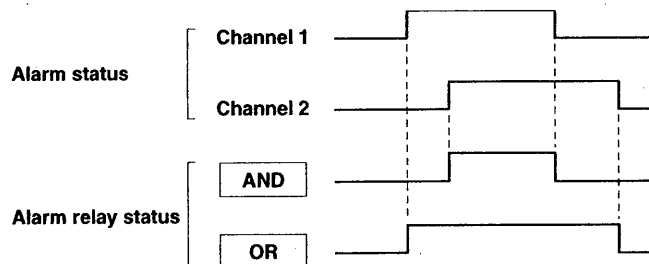 Channel 1
Alarm status
Channel 2
AND
Alarm relay status
OR